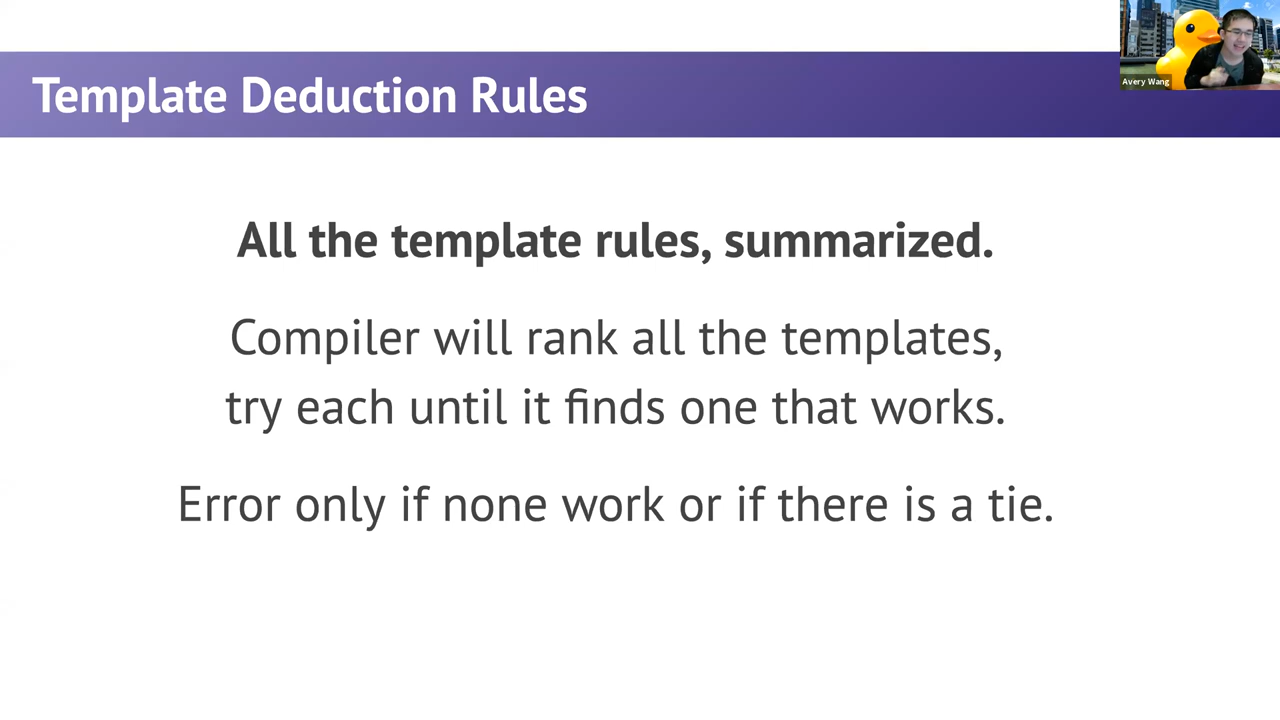 Template Deduction Rules
Avery Wang
All the template rules, summarized.
Compiler will rank all the templates,
try each until it finds one that works.
Error only if none work or if there is a tie.